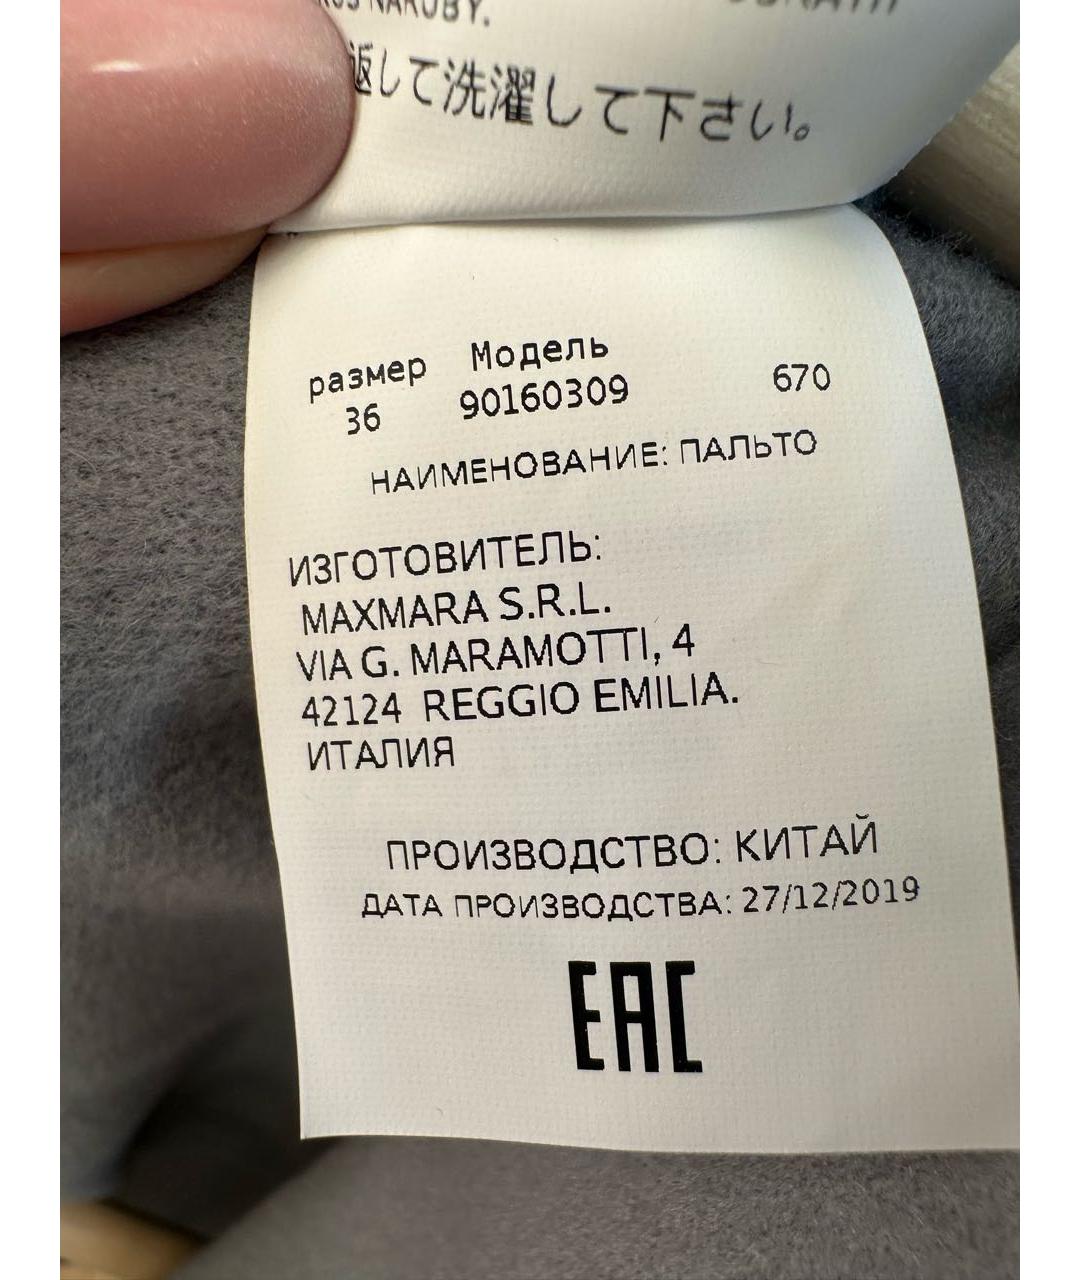 NARUBY.
返して洗濯して下さい。
размер Модель
36 90160309 670
НАИМЕНОВАНИЕ: ПАЛЬТО
ИЗГОТОВИТЕЛЬ:
MAXMARA S.R.L.
VIA G. MARAMOTTI, 4
42124 REGGIO EMILIA.
ИТАЛИЯ
ПРОИЗВОДСТВО: КИТАЙ
ДАТА ПРОИЗВОДСТВА: 27/12/2019
EAC